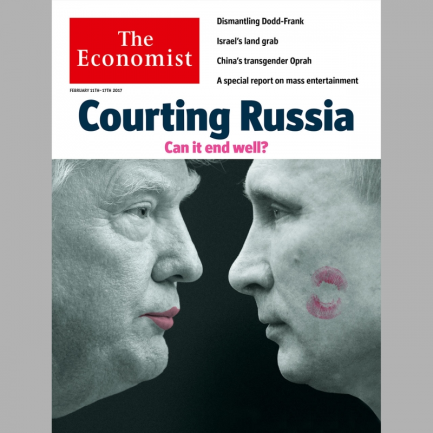 The
Economist
FEBRUARY 11TH–17TH 2017
Dismantling Dodd-Frank
Israel's land grab
China's transgender Oprah
A special report on mass entertainment
Courting Russia
Can it end well?